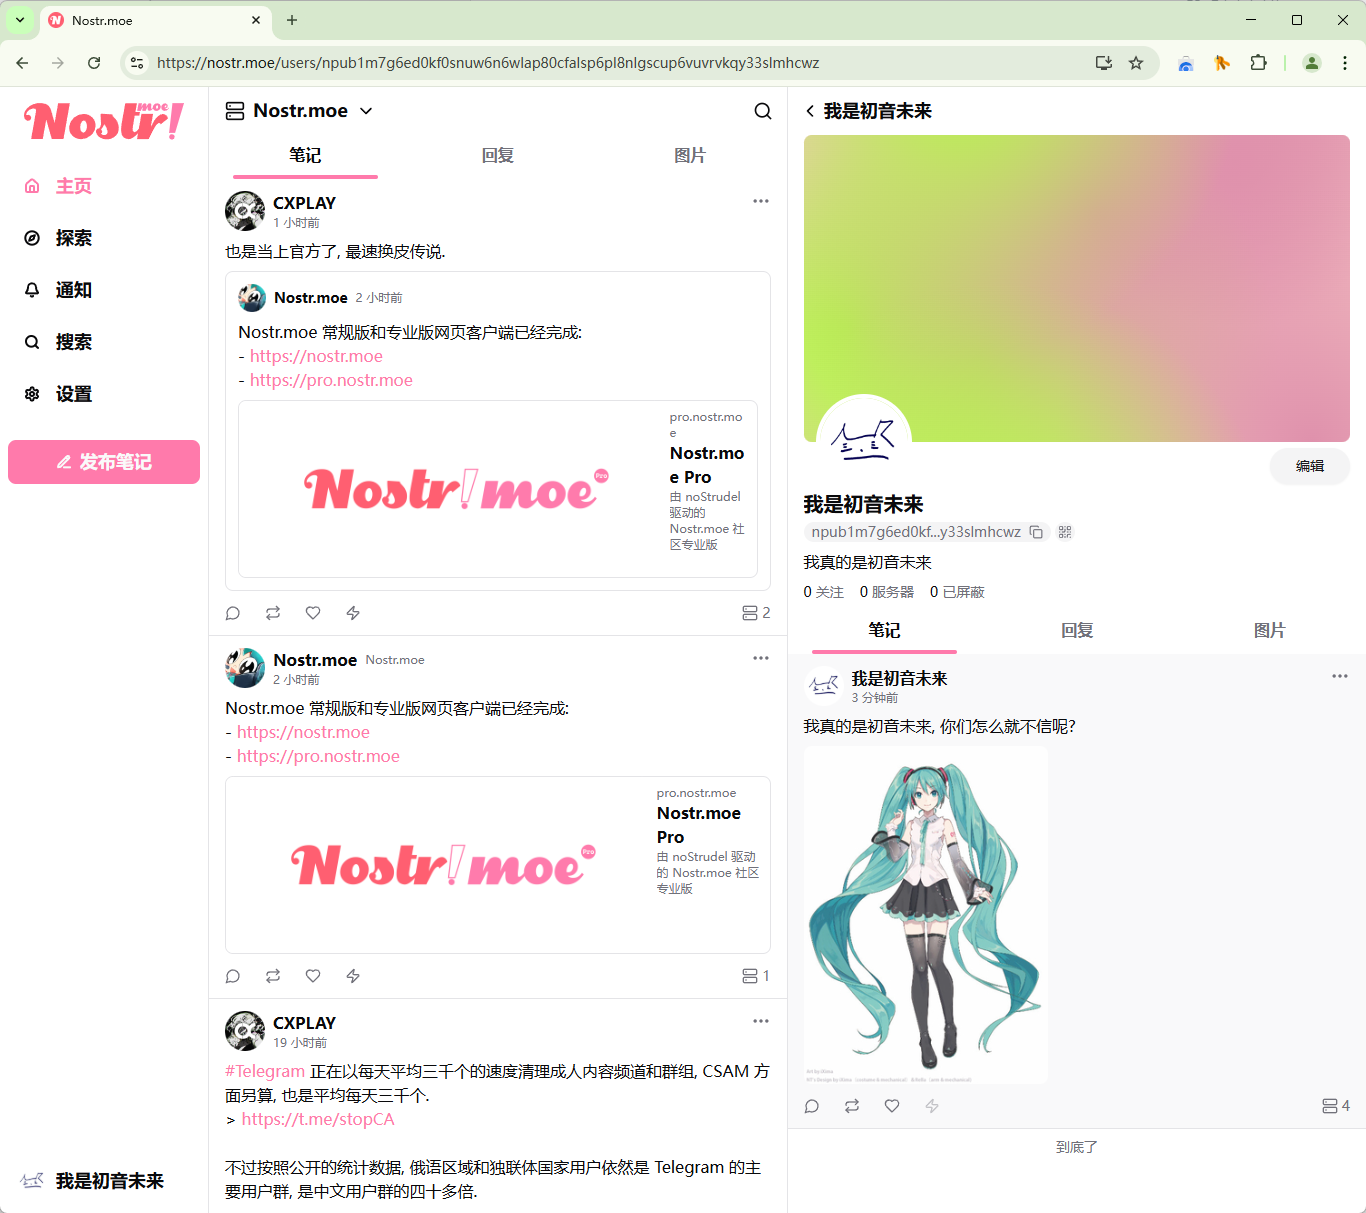 Nostr.moe
https://nostr.moe/users/npub1m7g6ed0kf0snuw6n6wlap80cfalsp6pl8nlgscup6vuvrvkqy33slmhcwz
Nostr!
moe
主页
探索
通知
搜索
设置
发布笔记
我是初音未来
Nostr.moe
笔记
回复
图片
CXPLAY
1 小时前
也是当上官方了, 最速换皮传说.
Nostr.moe 2 小时前
Nostr.moe 常规版和专业版网页客户端已经完成:
- https://nostr.moe
- https://pro.nostr.moe
Nostr!moe Pro
pro.nostr.mo
e
Nostr.mo
e Pro
由 noStrudel
驱动的
Nostr.moe 社
区专业版
2
Nostr.moe Nostr.moe
2 小时前
Nostr.moe 常规版和专业版网页客户端已经完成:
- https://nostr.moe
- https://pro.nostr.moe
Nostr!moe Pro
pro.nostr.moe
Nostr.moe
Pro
由 noStrudel 驱动
的 Nostr.moe 社区
专业版
1
CXPLAY
19 小时前
#Telegram 正在以每天平均三千个的速度清理成人内容频道和群组, CSAM 方
面另算, 也是平均每天三千个.
> https://t.me/stopCA
不过按照公开的统计数据, 俄语区域和独联体国家用户依然是 Telegram 的主
要用户群, 是中文用户群的四十多倍.
我是初音未来
编辑
我是初音未来
npub1m7g6ed0kf...y33slmhcwz
我真的是初音未来
0 关注 0 服务器 0 已屏蔽
笔记
回复
图片
我是初音未来
3 分钟前
我真的是初音未来, 你们怎么就不信呢?
4
到底了